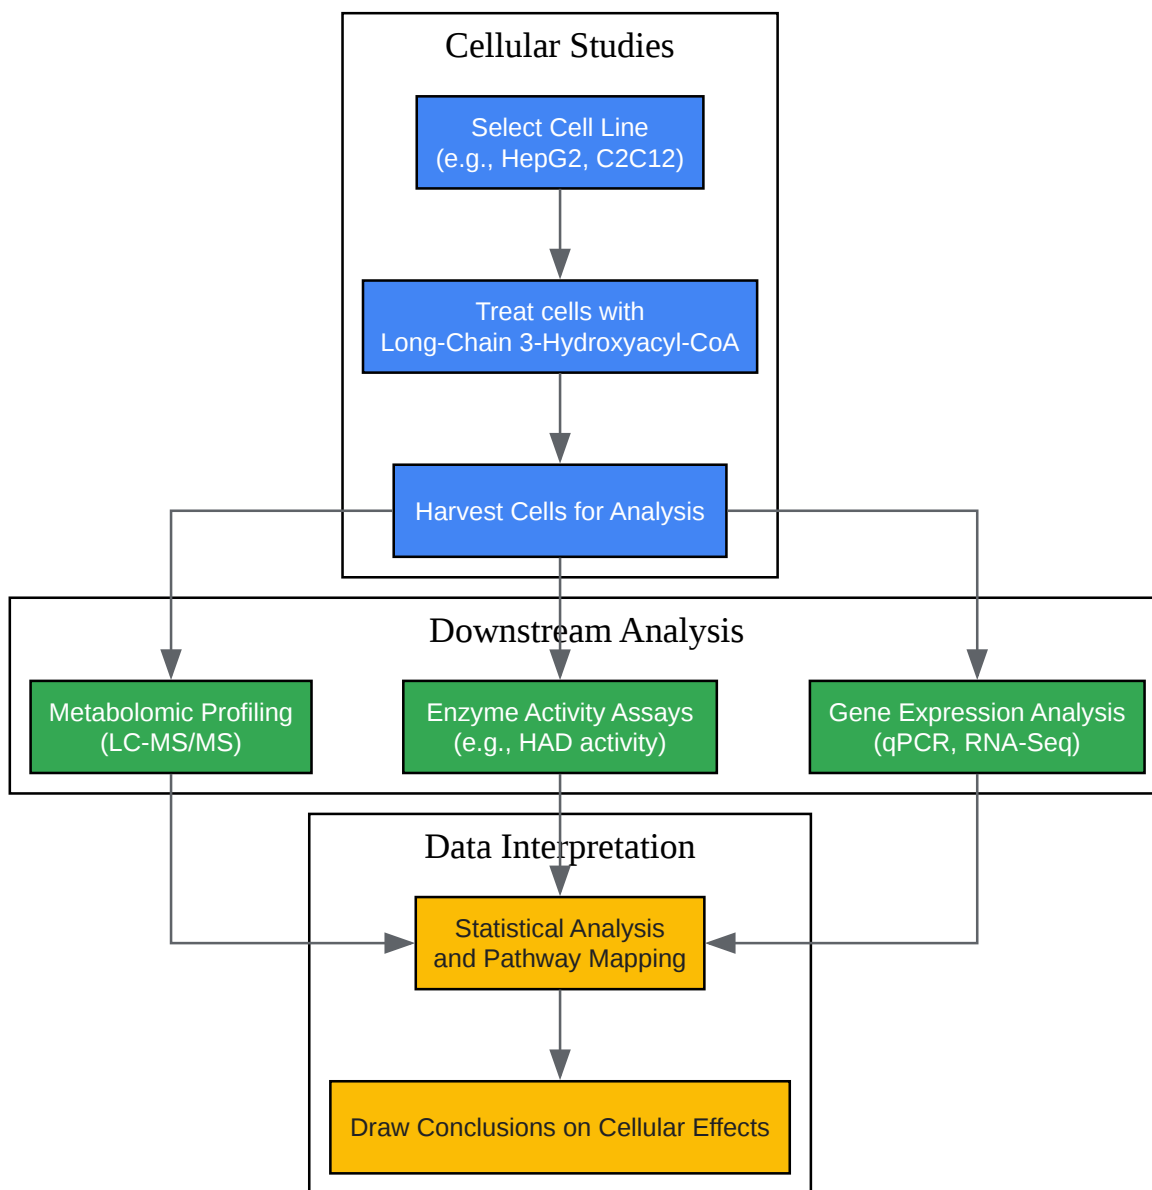 Cellular Studies
Select Cell Line
(e.g., HepG2, C2C12)
Treat cells with
Long-Chain 3-Hydroxyacyl-CoA
Harvest Cells for Analysis
Downstream Analysis
Metabolomic Profiling
(LC-MS/MS)
Enzyme Activity Assays
(e.g., HAD activity)
Gene Expression Analysis
(qPCR, RNA-Seq)
Data Interpretation
Statistical Analysis
and Pathway Mapping
Draw Conclusions on Cellular Effects